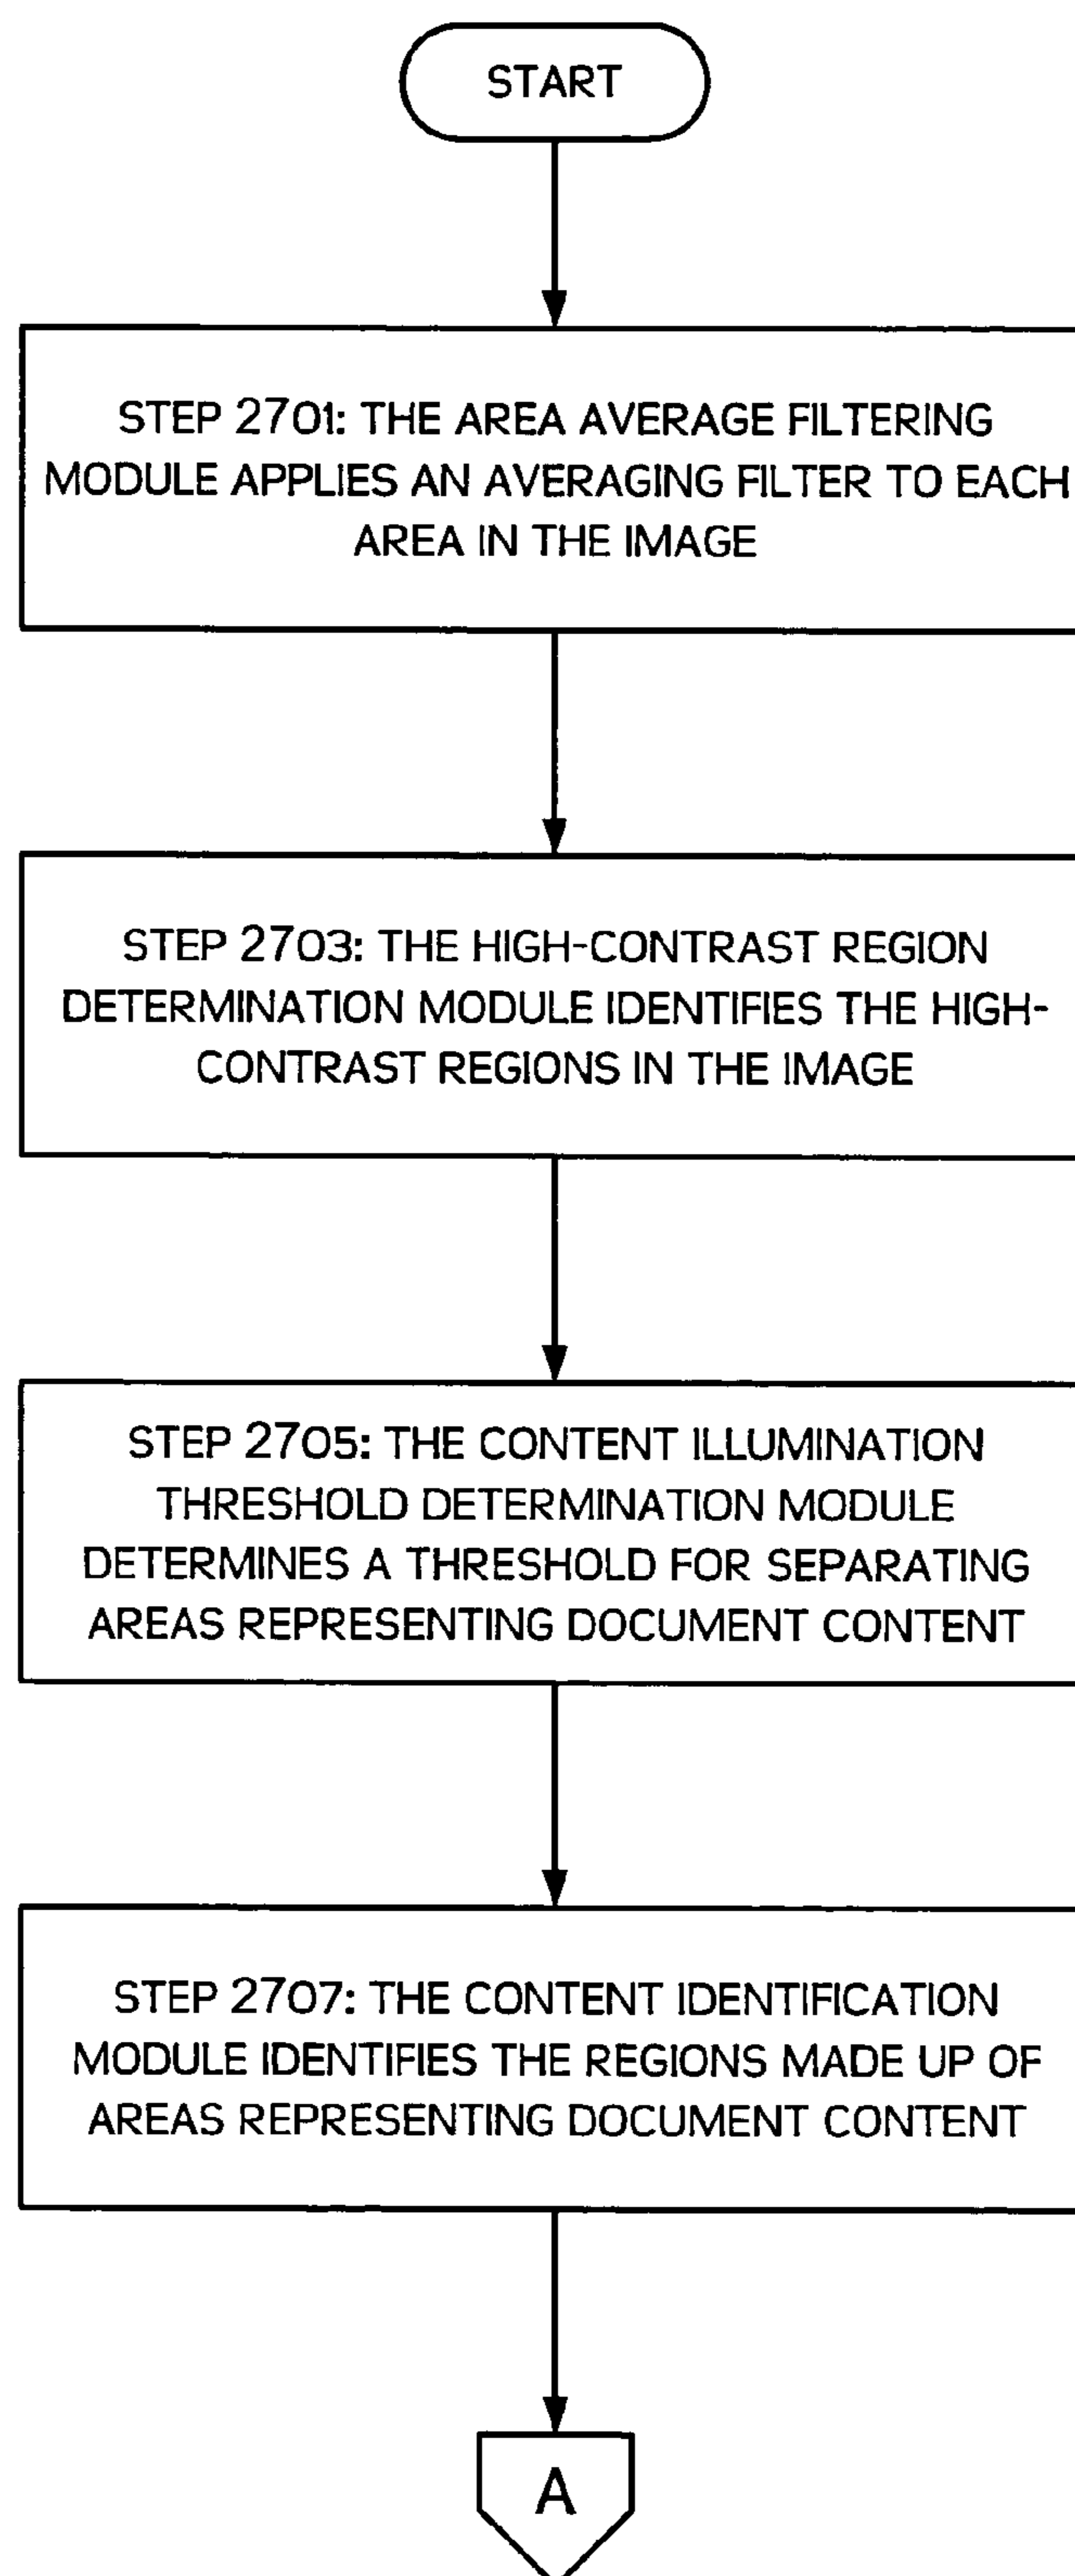 START
STEP 2701: THE AREA AVERAGE FILTERING
MODULE APPLIES AN AVERAGING FILTER TO EACH
AREA IN THE IMAGE
STEP 2703: THE HIGH-CONTRAST REGION
DETERMINATION MODULE IDENTIFIES THE HIGH-
CONTRAST REGIONS IN THE IMAGE
STEP 2705: THE CONTENT ILLUMINATION
THRESHOLD DETERMINATION MODULE
DETERMINES A THRESHOLD FOR SEPARATING
AREAS REPRESENTING DOCUMENT CONTENT
STEP 2707: THE CONTENT IDENTIFICATION
MODULE IDENTIFIES THE REGIONS MADE UP OF
AREAS REPRESENTING DOCUMENT CONTENT
A